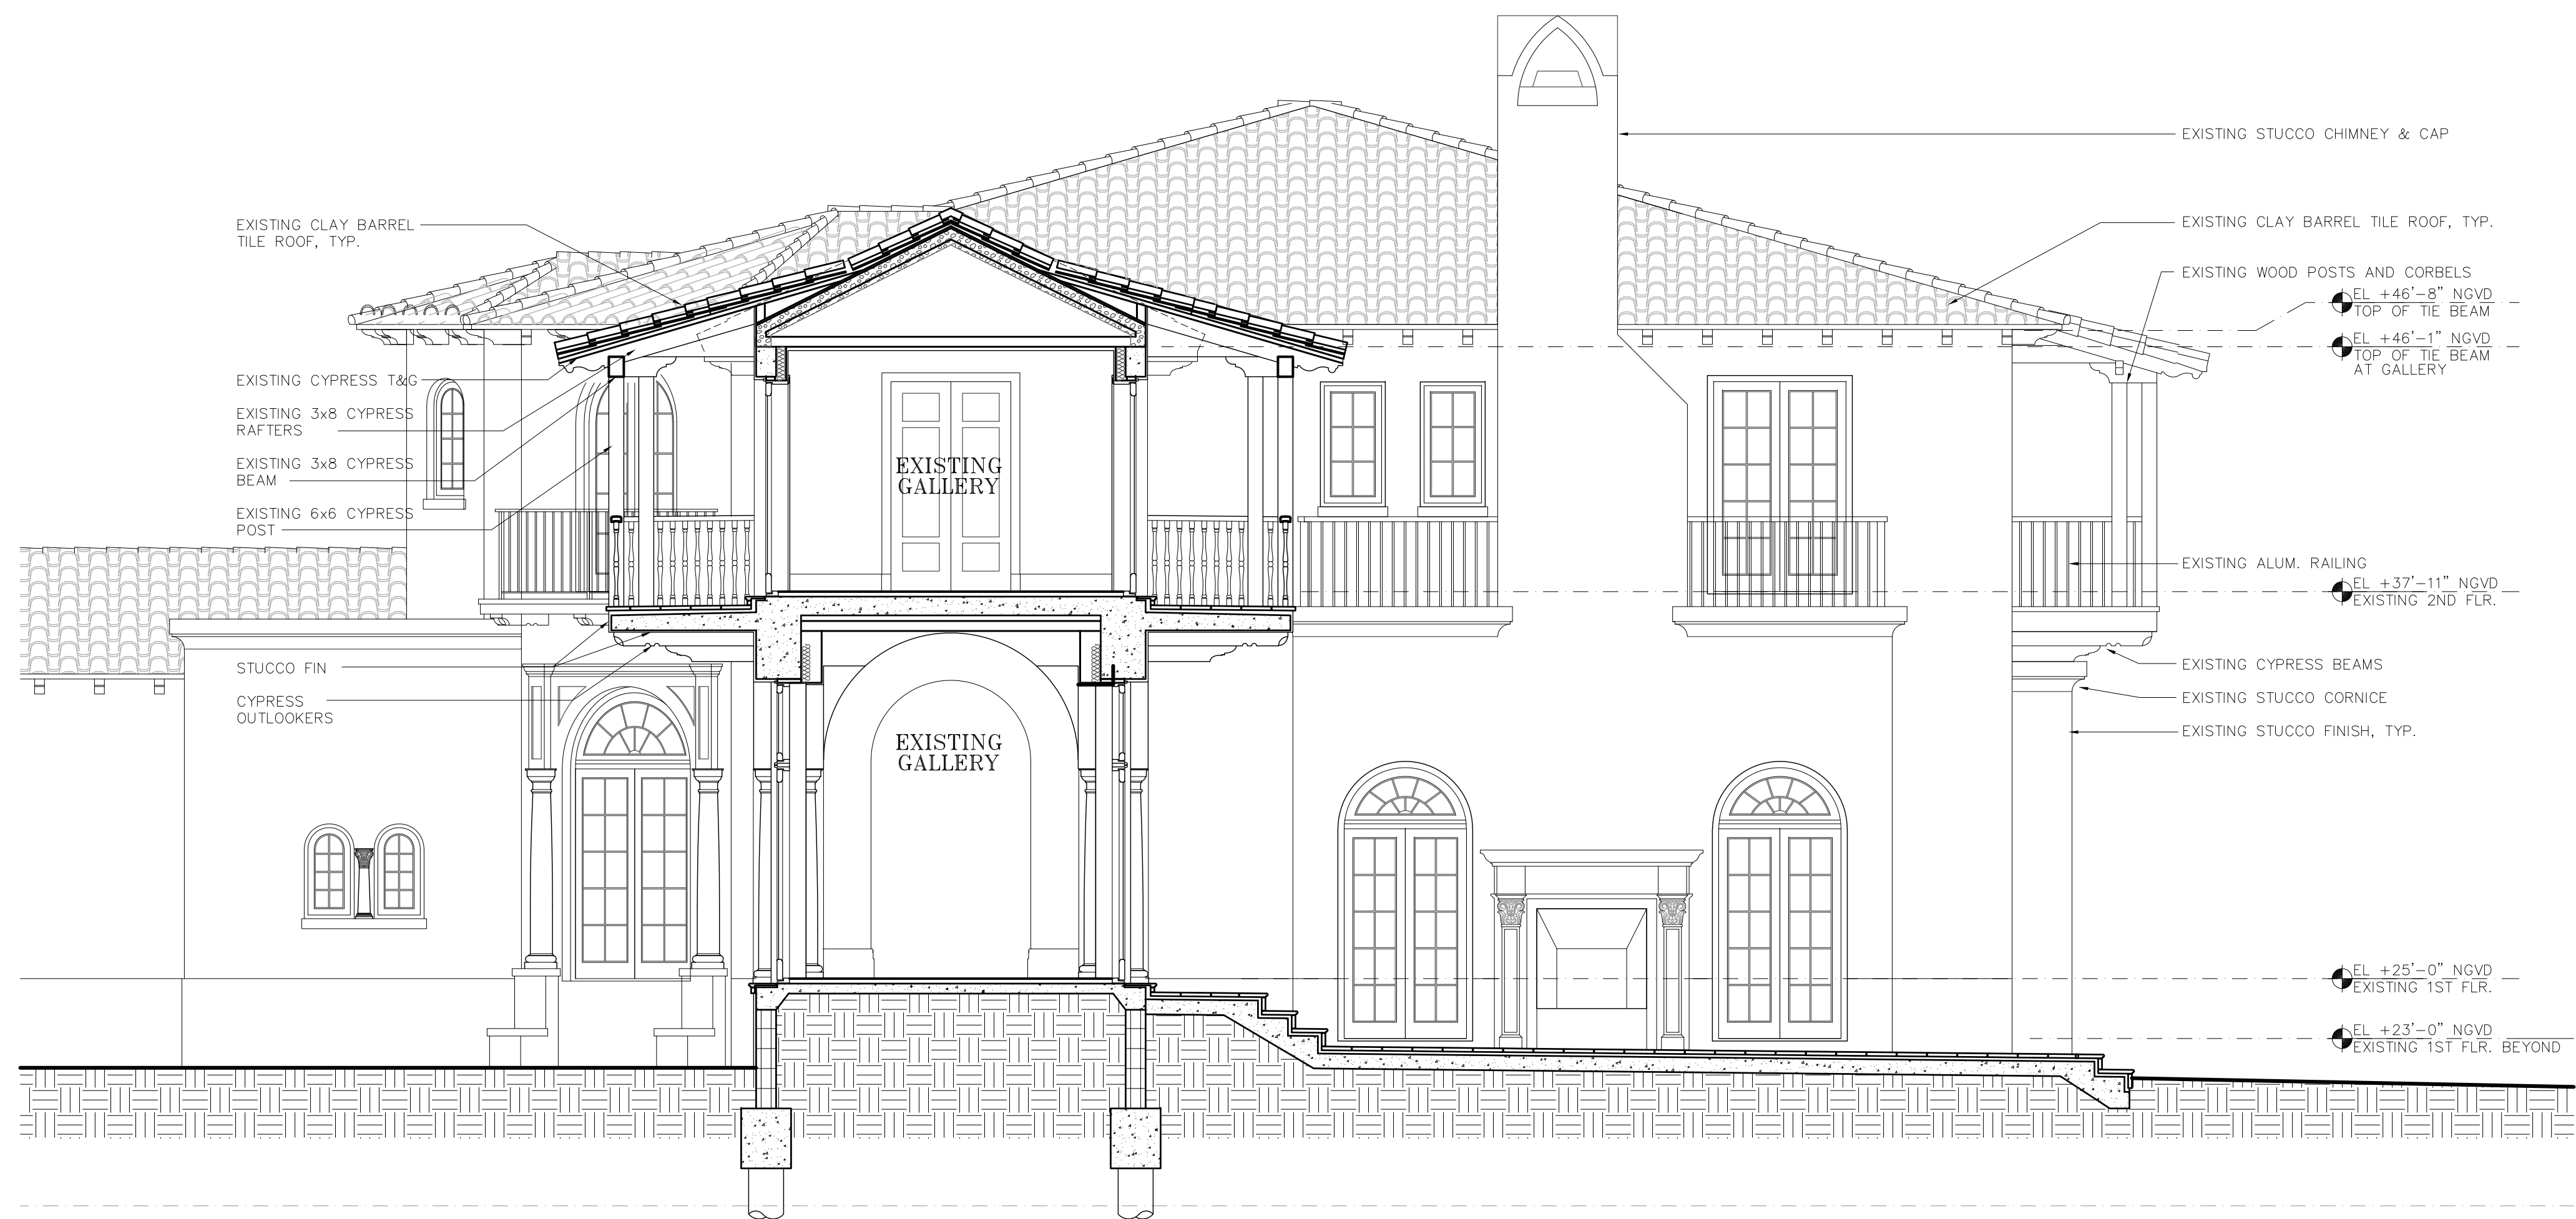 EXISTING STUCCO CHIMNEY & CAP
EXISTING CLAY BARREL
TILE ROOF, TYP.
EXISTING CLAY BARREL TILE ROOF, TYP.
EXISTING WOOD POSTS AND CORBELS
EL +46'-8" NGVD
TOP OF TIE BEAM
EL +46'-1" NGVD
TOP OF TIE BEAM
AT GALLERY
EXISTING CYPRESS T&G
EXISTING 3x8 CYPRESS
RAFTERS
EXISTING 3x8 CYPRESS
BEAM
EXISTING 6x6 CYPRESS
POST
EXISTING
GALLERY
EXISTING ALUM. RAILING
EL +37'-11" NGVD
EXISTING 2ND FLR.
STUCCO FIN
CYPRESS
OUTLOOKERS
EXISTING CYPRESS BEAMS
EXISTING STUCCO CORNICE
EXISTING STUCCO FINISH, TYP.
EXISTING
GALLERY
EL +25'-0" NGVD
EXISTING 1ST FLR.
EL +23'-0" NGVD
EXISTING 1ST FLR. BEYOND